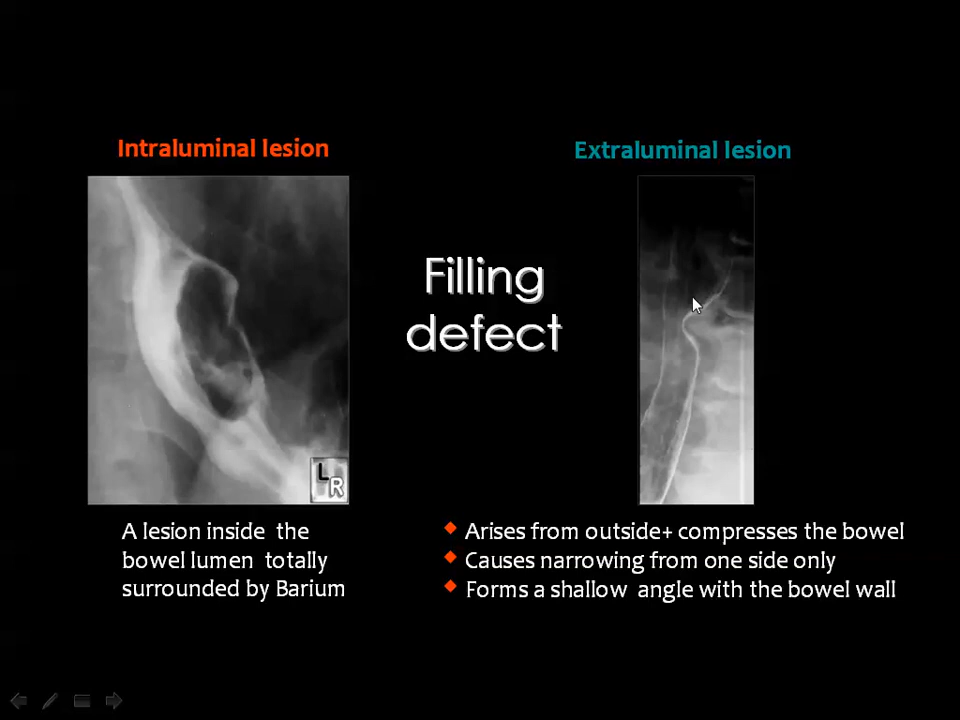 Intraluminal lesion
Extraluminal lesion
Filling
defect
L
R
A lesion inside the
bowel lumen totally
surrounded by Barium
Arises from outside+ compresses the bowel
Causes narrowing from one side only
Forms a shallow angle with the bowel wall